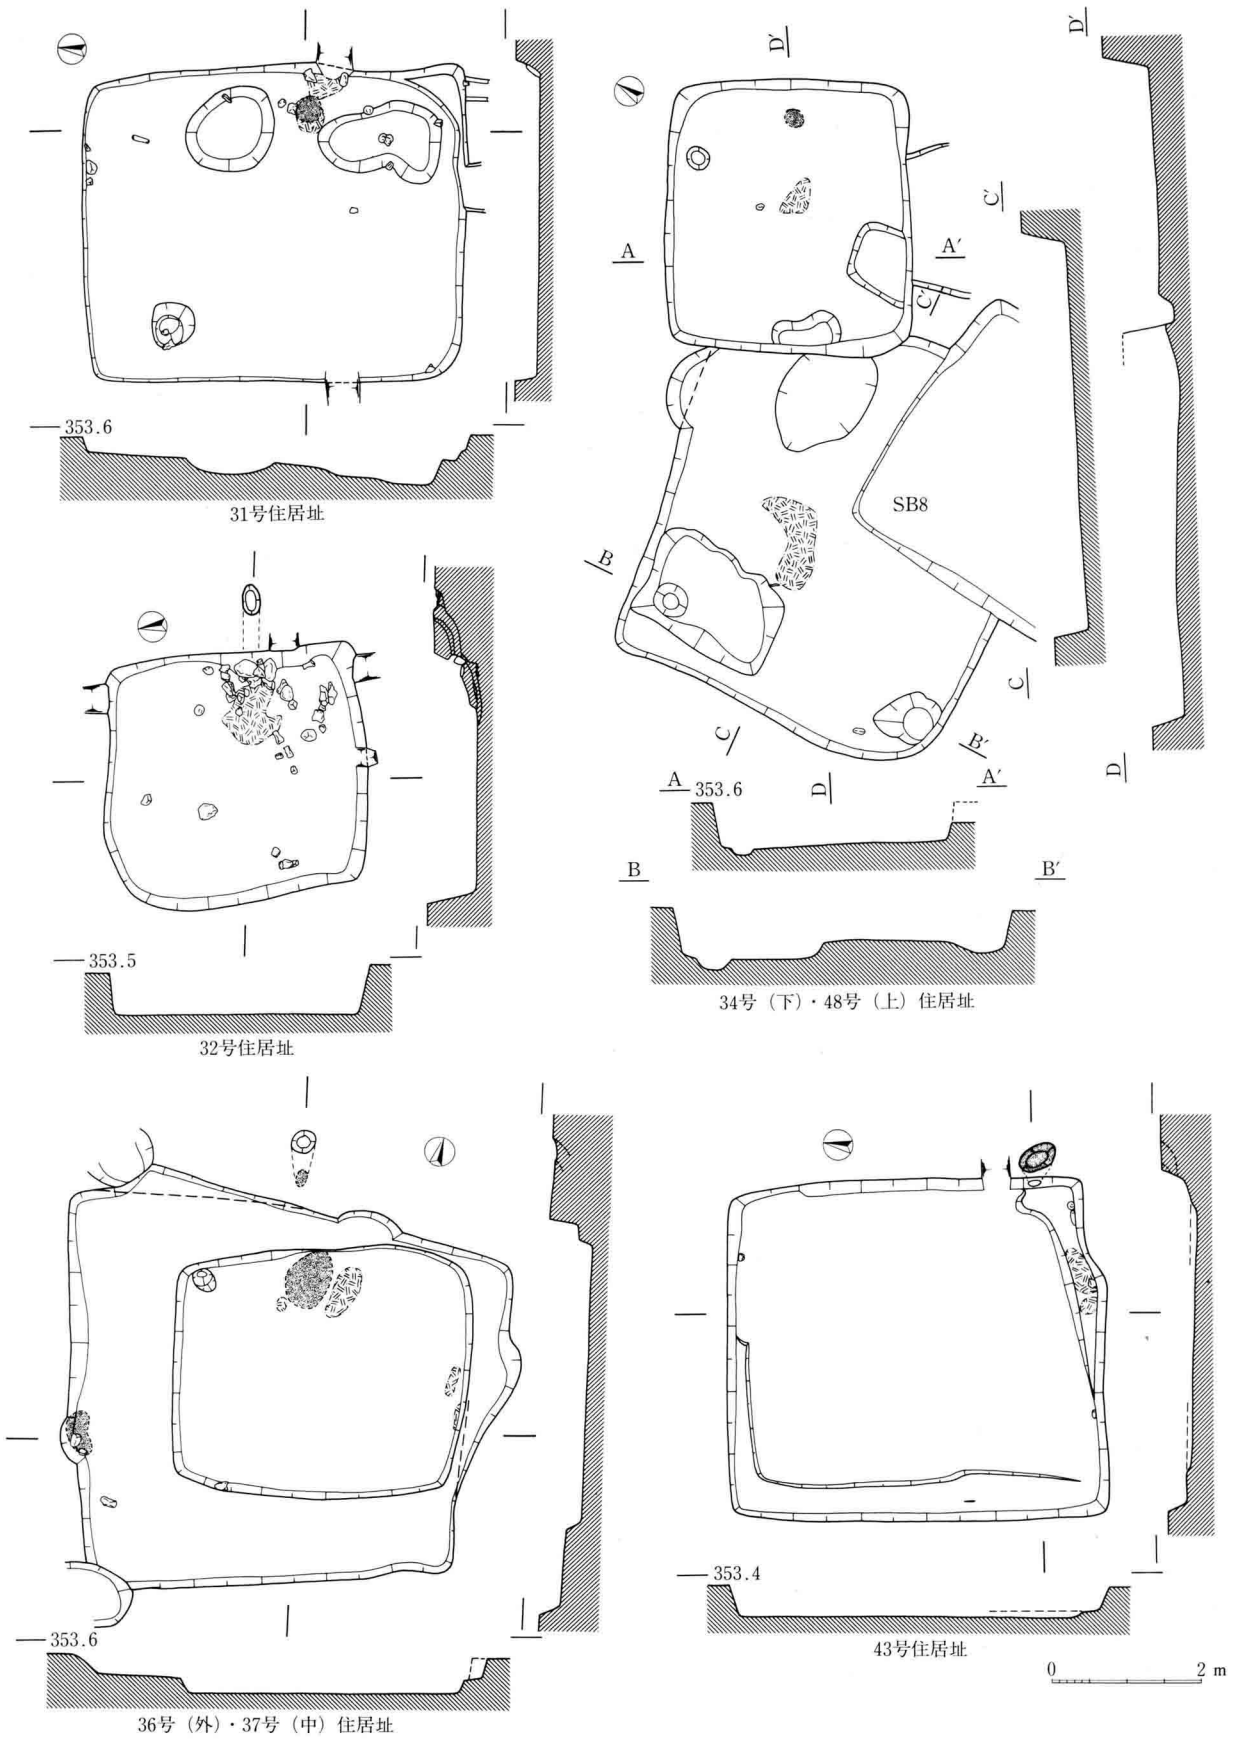 353.6
31号住居址
353.5
32号住居址
D′
D′
C′
A
A′
C′
SB8
B
C
C
B′
D
A 353.6
D
A′
B
B′
34号（下）・48号（上）住居址
353.6
36号（外）・37号（中）住居址
353.4
43号住居址
0 2 m